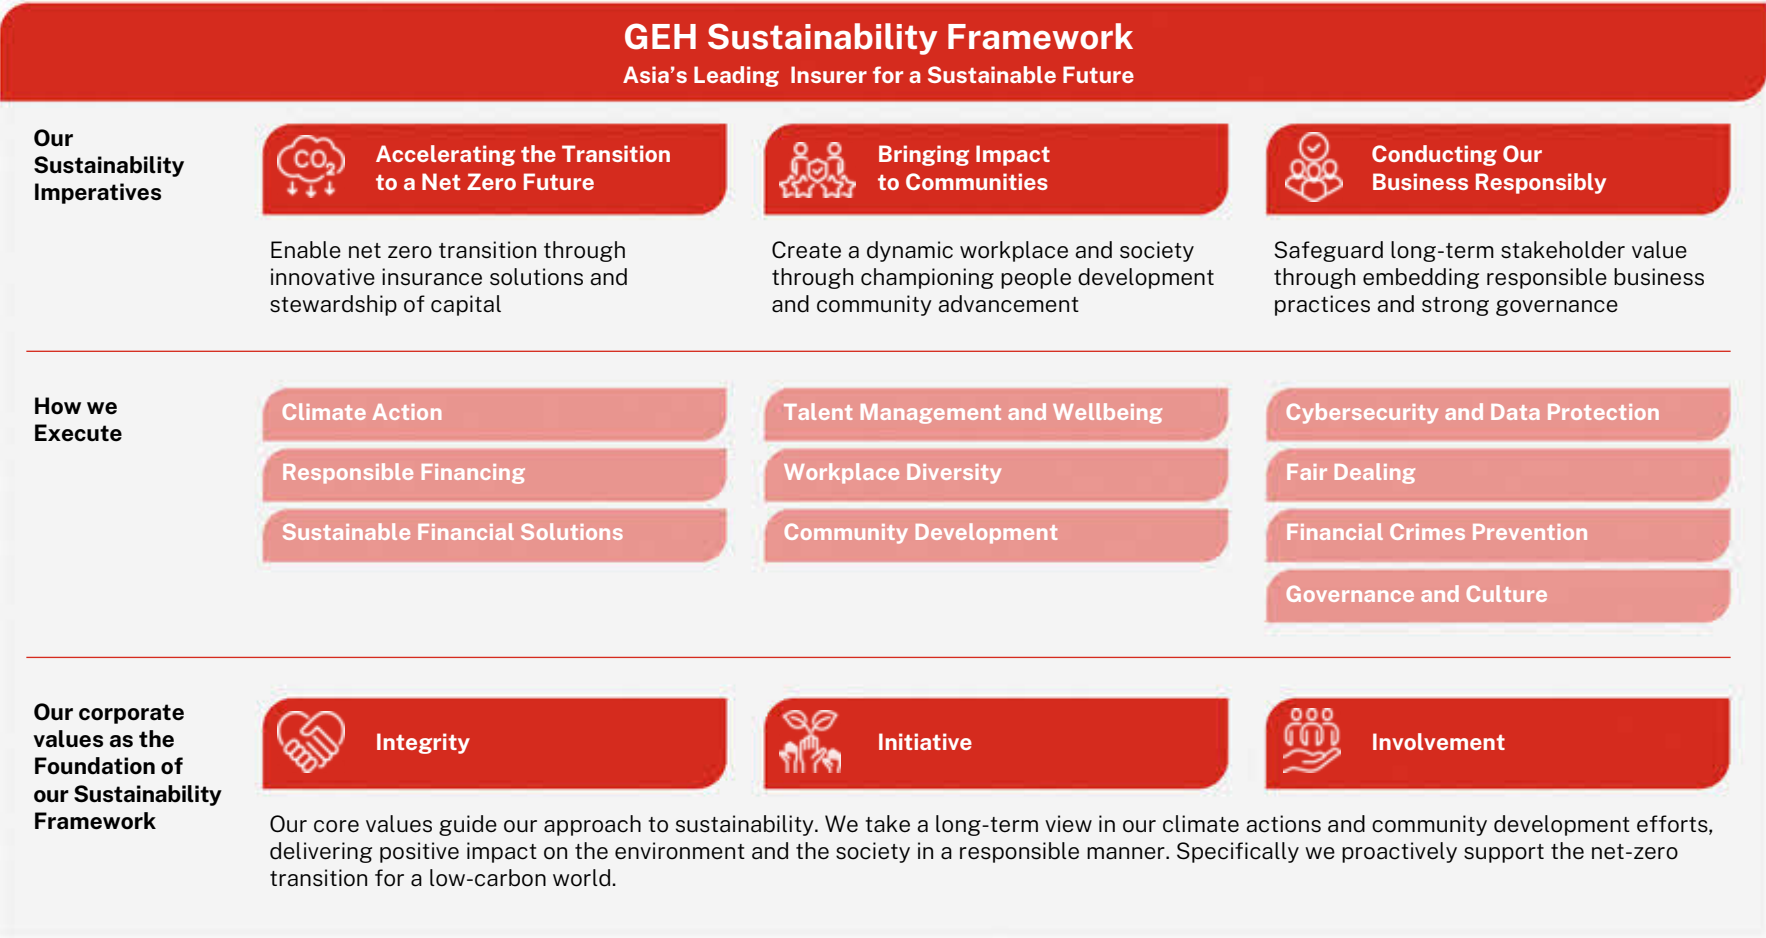 GEH Sustainability Framework
Asia's Leading Insurer for a Sustainable Future
Our
Sustainability
Imperatives
CO2
Accelerating the Transition
to a Net Zero Future
Bringing Impact
to Communities
Conducting Our
Business Responsibly
Enable net zero transition through
innovative insurance solutions and
stewardship of capital
Create a dynamic workplace and society
through championing people development
and community advancement
Safeguard long-term stakeholder value
through embedding responsible business
practices and strong governance
How we
Execute
Climate Action
Responsible Financing
Sustainable Financial Solutions
Talent Management and Wellbeing
Workplace Diversity
Community Development
Cybersecurity and Data Protection
Fair Dealing
Financial Crimes Prevention
Governance and Culture
Our corporate
values as the
Foundation of
our Sustainability
Framework
Integrity
Initiative
Involvement
Our core values guide our approach to sustainability. We take a long-term view in our climate actions and community development efforts,
delivering positive impact on the environment and the society in a responsible manner. Specifically we proactively support the net-zero
transition for a low-carbon world.